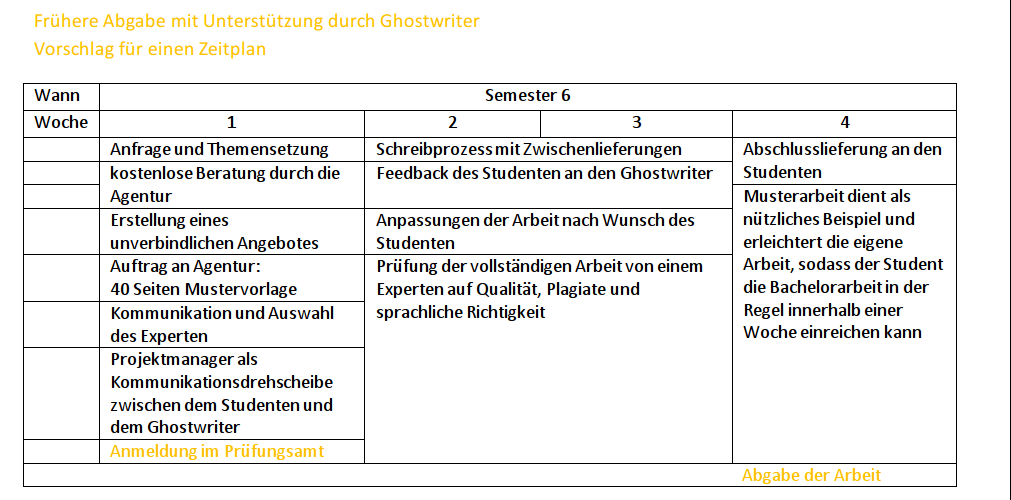 Frühere Abgabe mit Unterstützung durch Ghostwriter
Vorschlag für einen Zeitplan
Wann
Semester 6
Woche
1
2
3
4
Anfrage und Themensetzung
kostenlose Beratung durch die
Agentur
Erstellung eines
unverbindlichen Angebotes
Auftrag an Agentur:
40 Seiten Mustervorlage
Kommunikation und Auswahl
des Experten
Projektmanager als
Kommunikationsdrehscheibe
zwischen dem Studenten und
dem Ghostwriter
Anmeldung im Prüfungsamt
Schreibprozess mit Zwischenlieferungen
Feedback des Studenten an den Ghostwriter
Anpassungen der Arbeit nach Wunsch des
Studenten
Prüfung der vollständigen Arbeit von einem
Experten auf Qualität, Plagiate und
sprachliche Richtigkeit
Abschlusslieferung an den
Studenten
Musterarbeit dient als
nützliches Beispiel und
erleichtert die eigene
Arbeit, sodass der Student
die Bachelorarbeit in der
Regel innerhalb einer
Woche einreichen kann
Abgabe der Arbeit